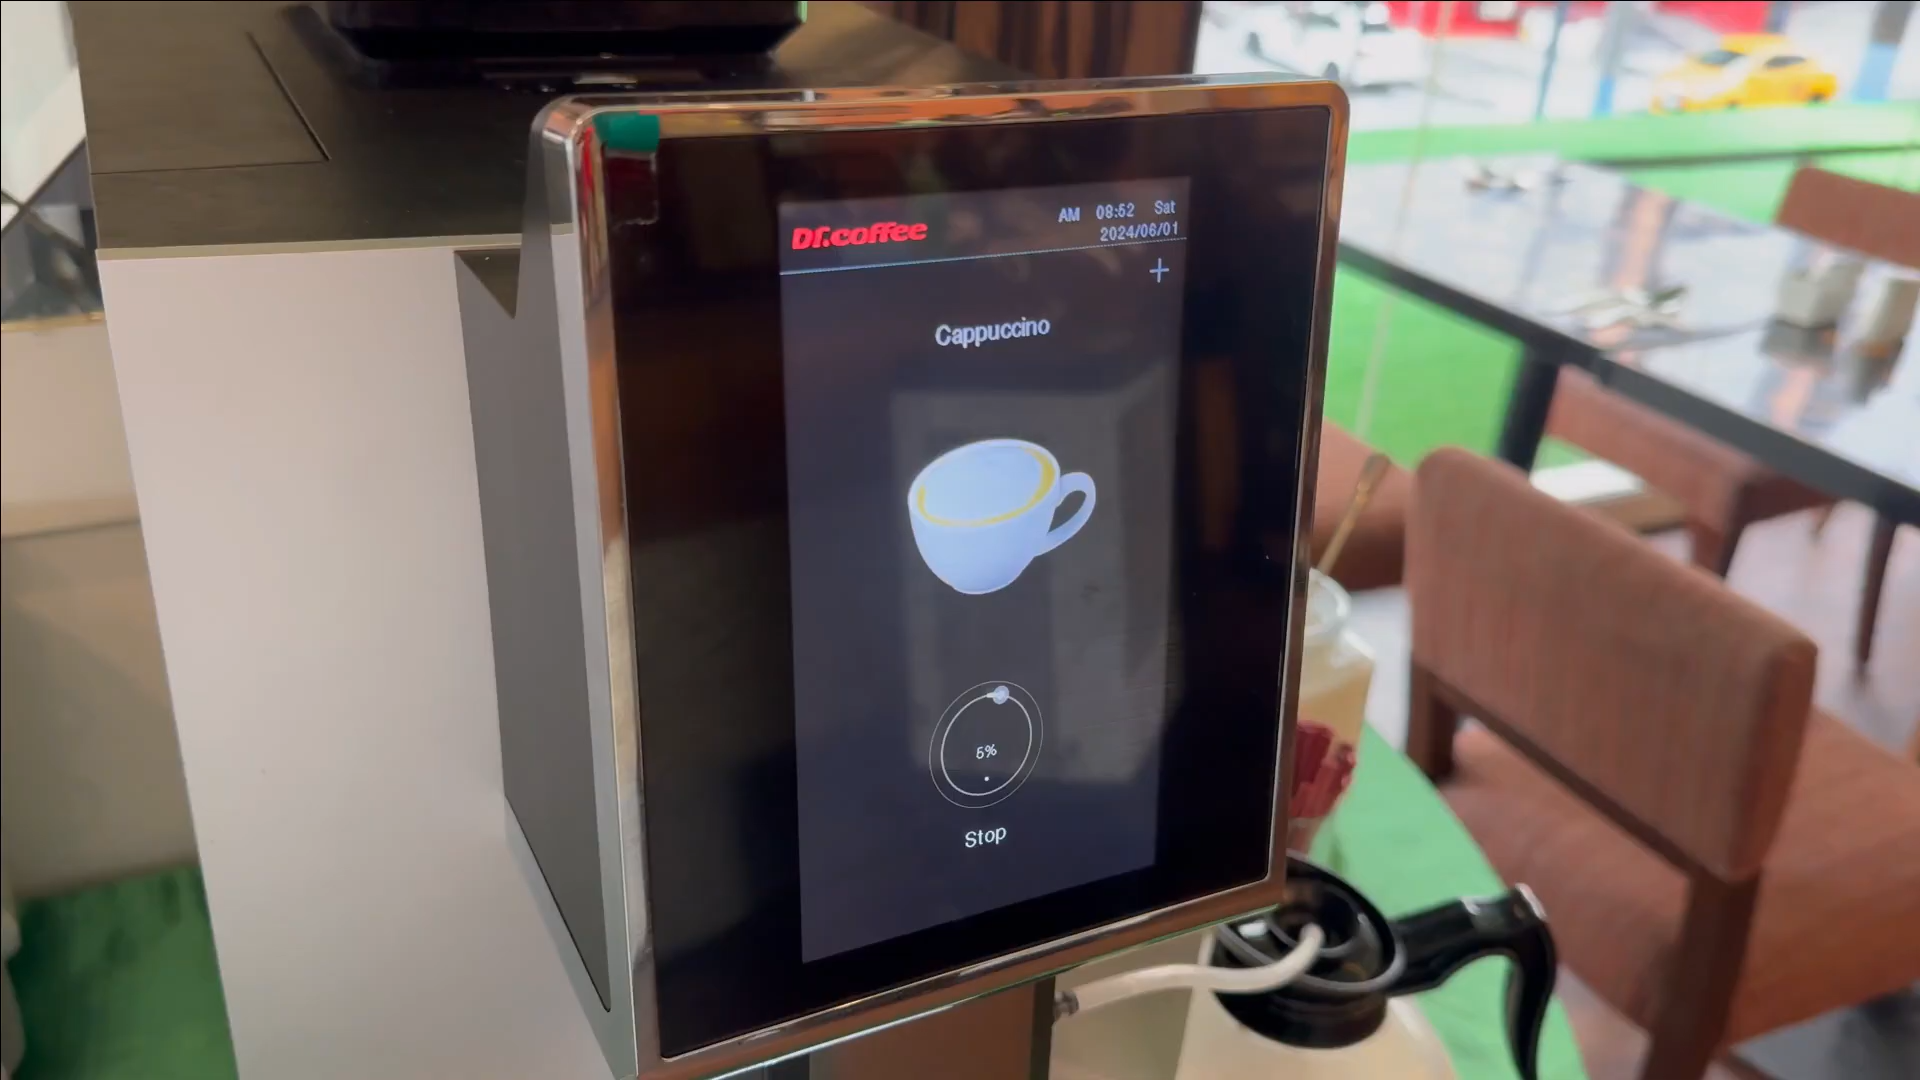 Dr.coffee
AM 08:52 Sat
2024/06/01
+
Cappuccino
5%
Stop